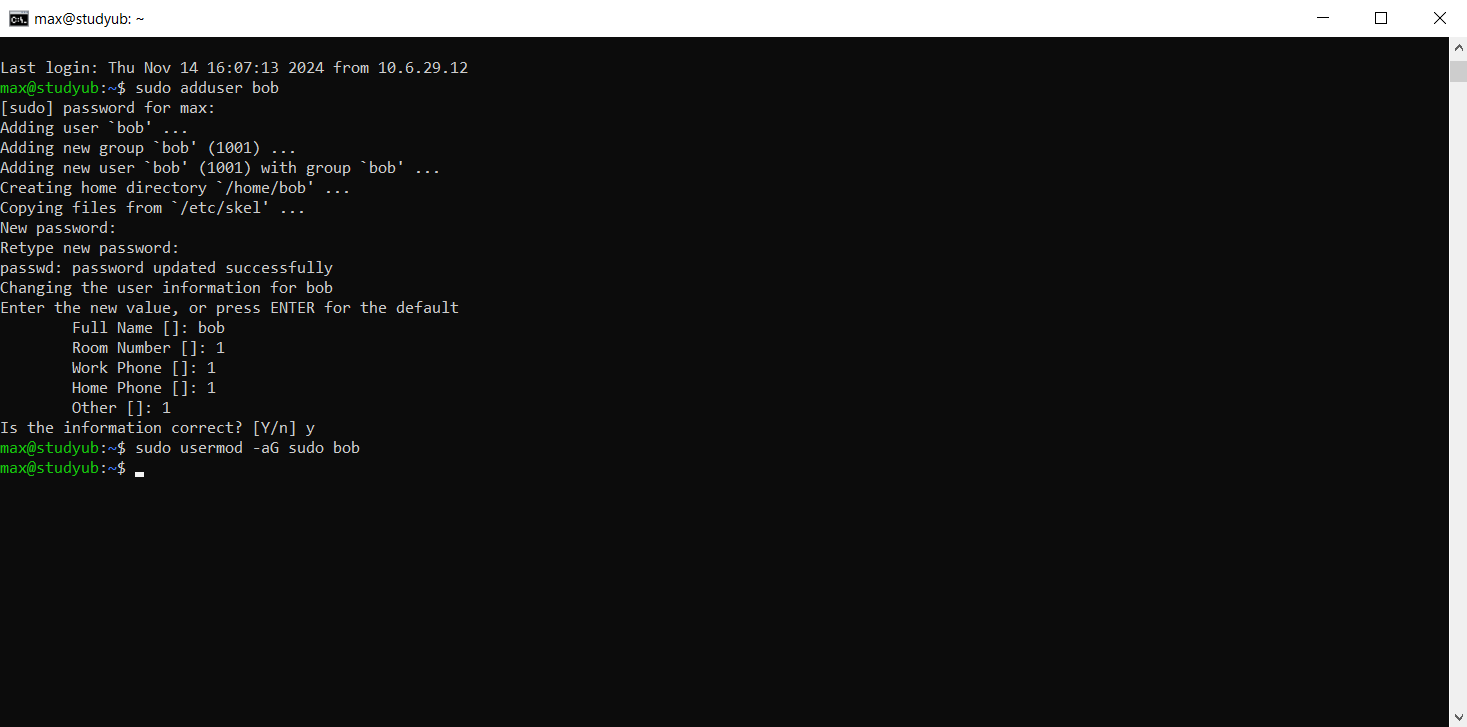 max@studyub: ~
Last login: Thu Nov 14 16:07:13 2024 from 10.6.29.12
max@studyub:~$ sudo adduser bob
[sudo] password for max:
Adding user `bob' ...
Adding new group `bob' (1001) ...
Adding new user `bob' (1001) with group `bob' ...
Creating home directory `/home/bob' ...
Copying files from `/etc/skel' ...
New password:
Retype new password:
passwd: password updated successfully
Changing the user information for bob
Enter the new value, or press ENTER for the default
        Full Name []: bob
        Room Number []: 1
        Work Phone []: 1
        Home Phone []: 1
        Other []: 1
Is the information correct? [Y/n] y
max@studyub:~$ sudo usermod -aG sudo bob
max@studyub:~$